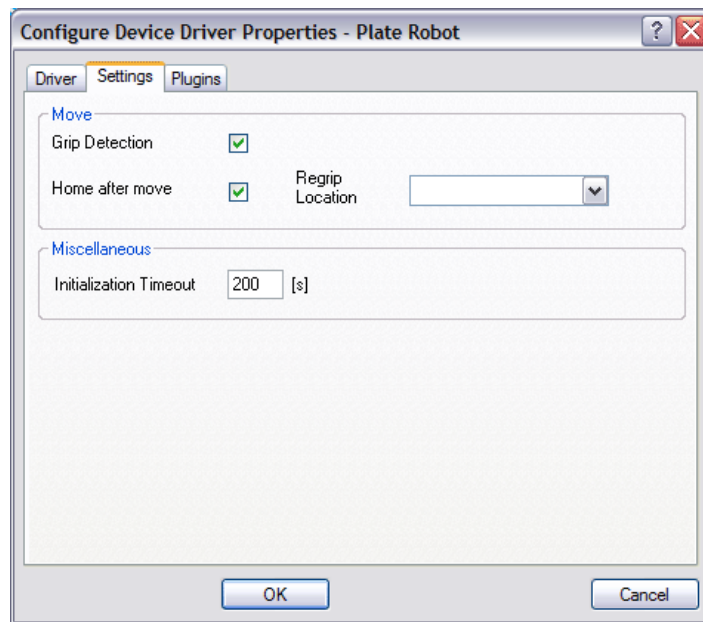 Configure Device Driver Properties - Plate Robot
Driver Settings Plugins
Move
Grip Detection
Home after move Regrip Location
Miscellaneous
Initialization Timeout 200 [s]
OK Cancel